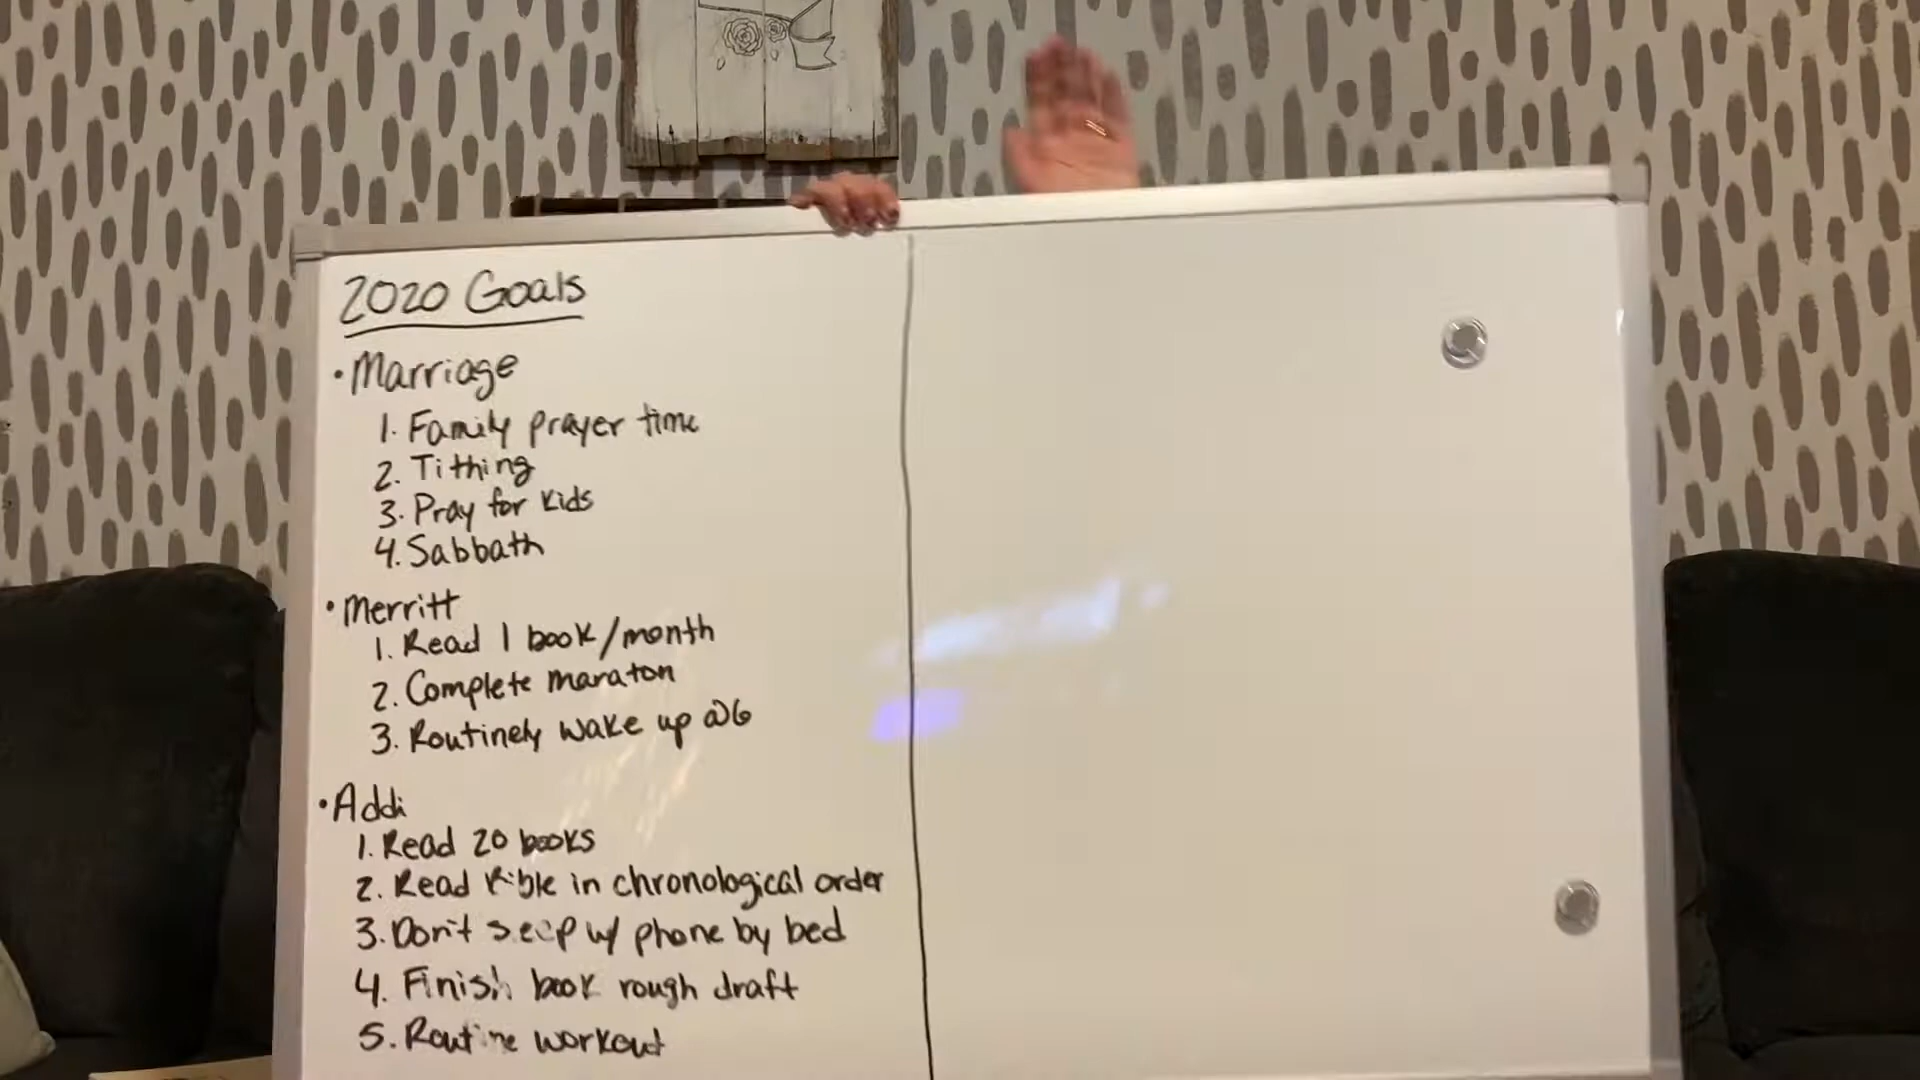 2020 Goals
• Marriage
1. Family prayer time
2. Tithing
3. Pray for kids
4. Sabbath
• Merritt
1. Read 1 book/month
2. Complete maraton
3. Routinely wake up @6
• Addi
1. Read 20 books
2. Read Bible in chronological order
3. Don't sleep w/ phone by bed
4. Finish book rough draft
5. Routine workout